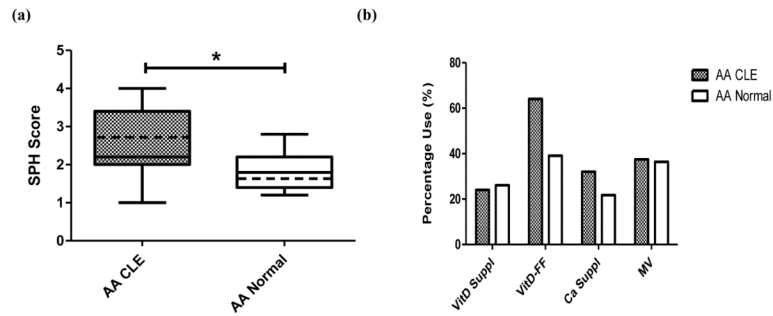 (a)
5
4
3
2
1
0
SPH Score
*
AA CLE
AA Normal
(b)
80
60
40
20
0
Percentage Use (%)
VitD Suppl
VitD-FF
Ca Suppl
MV
AA CLE
AA Normal